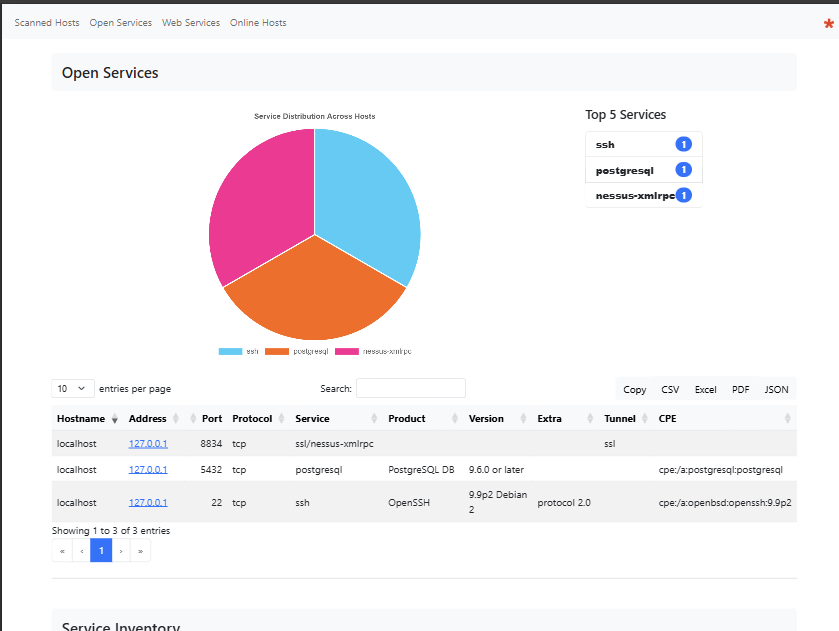 Scanned Hosts Open Services Web Services Online Hosts
*
Open Services
Service Distribution Across Hosts
ssh postgresql nessus-xmlrpc
Top 5 Services
ssh 1
postgresql 1
nessus-xmlrpc 1
10 entries per page Search: Copy CSV Excel PDF JSON
Hostname Address Port Protocol Service Product Version Extra Tunnel CPE
localhost 127.0.0.1 8834 tcp ssl/nessus-xmlrpc ssl
localhost 127.0.0.1 5432 tcp postgresql PostgreSQL DB 9.6.0 or later cpe:/a:postgresql:postgresql
localhost 127.0.0.1 22 tcp ssh OpenSSH 9.9p2 Debian 2 protocol 2.0 cpe:/a:openbsd:openssh:9.9p2
Showing 1 to 3 of 3 entries
« ‹ 1 › »
Service Inventory